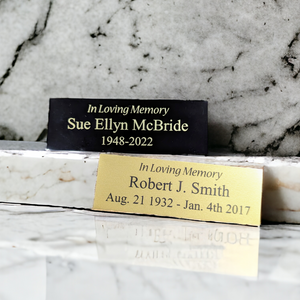 In Loving Memory
Sue Ellyn McBride
1948-2022
In Loving Memory
Robert J. Smith
Aug. 21 1932 - Jan. 4th 2017